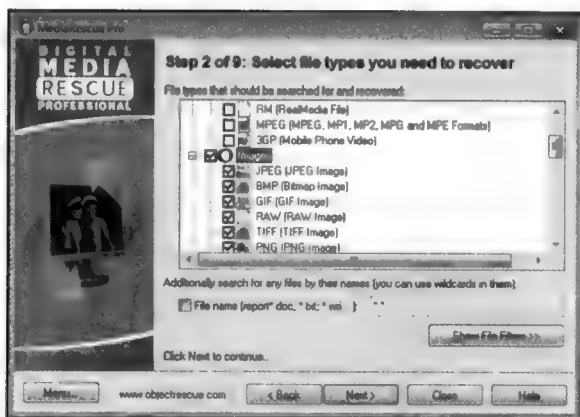 MediaRescue Pro
DIGITAL
MEDIA
RESCUE
PROFESSIONAL
Step 2 of 9: Select file types you need to recover
File types that should be searched for and recovered:
RM (RealMedia File)
MPEG (MPEG, MP1, MP2, MPG and MPE Formats)
3GP (Mobile Phone Video)
Image
JPEG (JPEG Image)
BMP (Bitmap Image)
GIF (GIF Image)
RAW (RAW Image)
TIFF (TIFF Image)
PNG (PNG Image)
Additionally search for any files by their names (you can use wildcards in them):
File name (report*.doc, *.txt; *.wri )
Show File Filters >>
Click Next to continue..
Menu... www.objectrescue.com < Back Next > Close Help